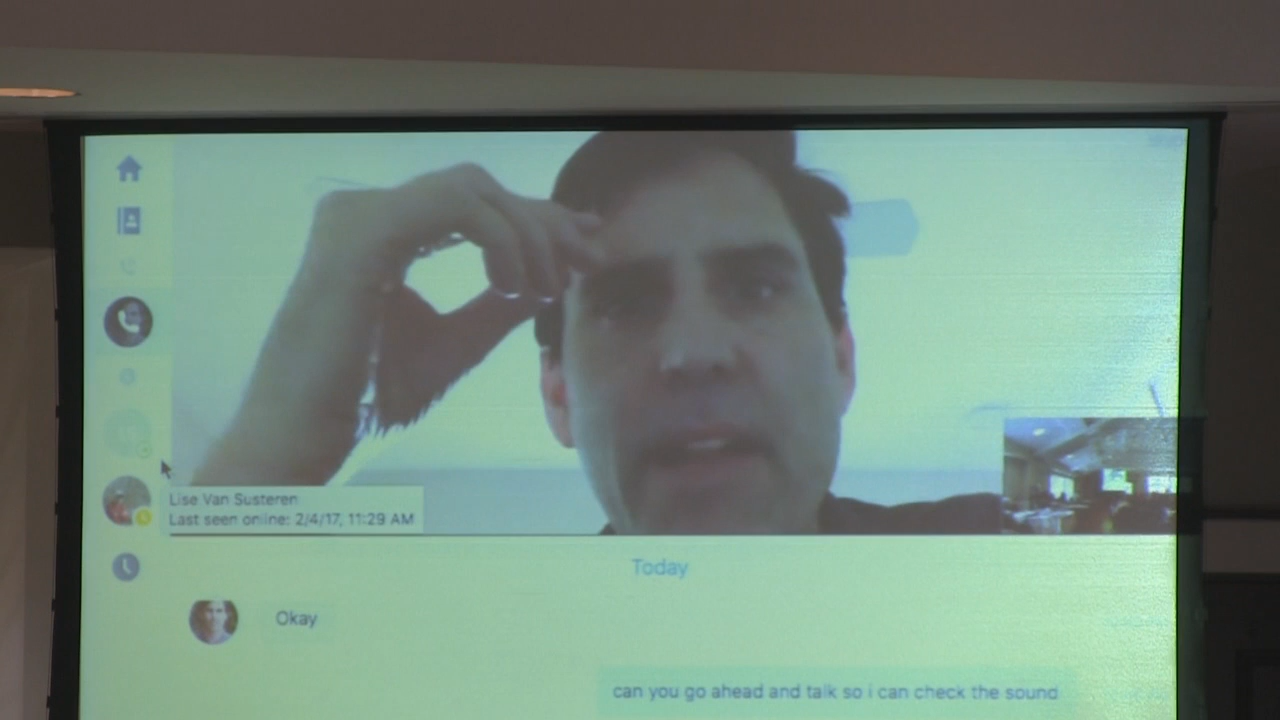 Lise Van Susteren
Last seen online: 2/4/17, 11:29 AM
Today
Okay
can you go ahead and talk so i can check the sound